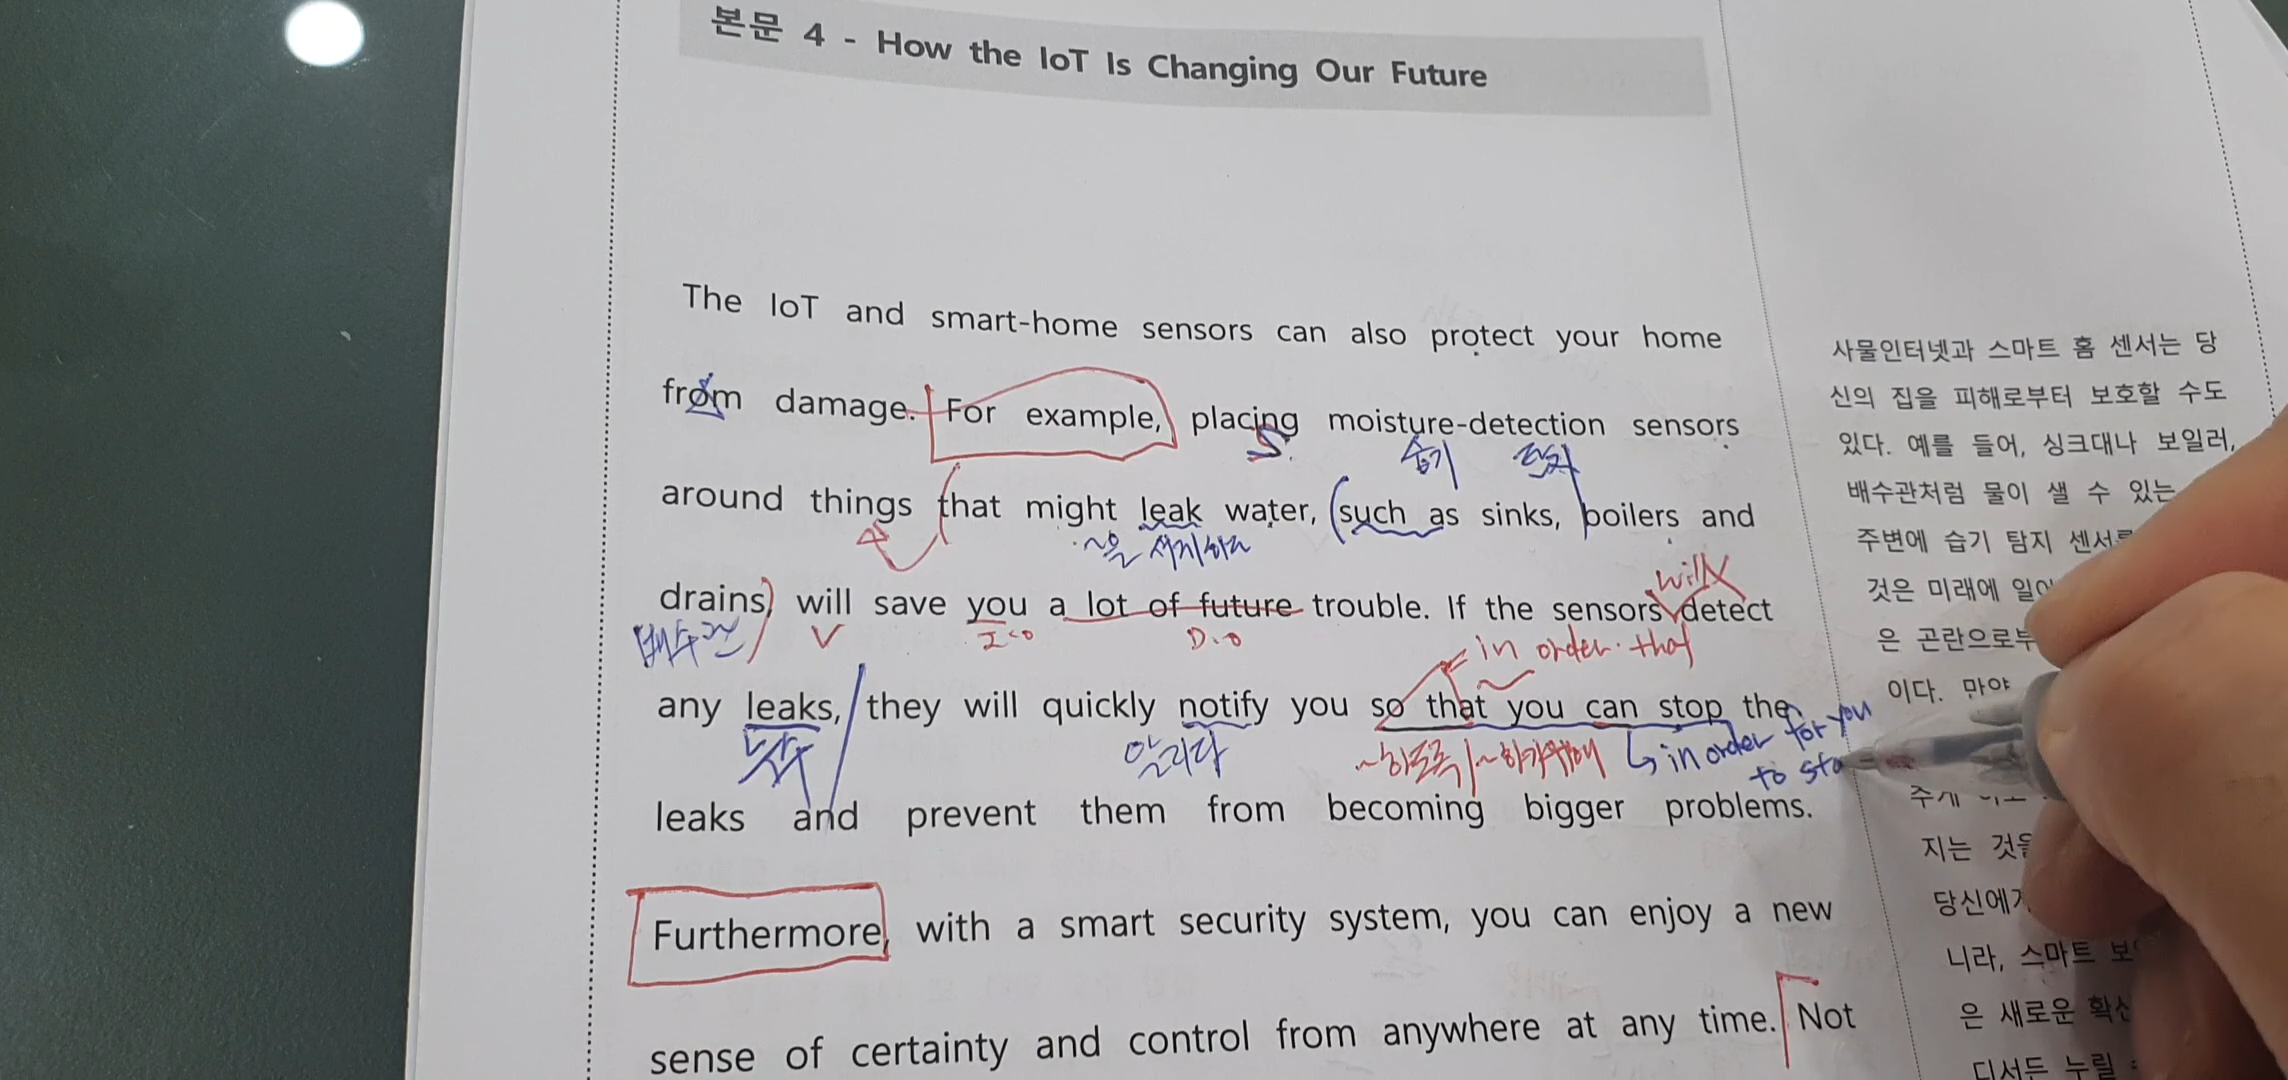 본문 4 - How the IoT Is Changing Our Future
The IoT and smart-home sensors can also protect your home
from damage. For example, placing moisture-detection sensors
S.
습기
around things that might leak water, (such as sinks, boilers and
will X
drains) will save you a lot of future trouble. If the sensors detect
배수관
V
I.O
D.O
in order that
any leaks, they will quickly notify you so that you can stop the
누수
알리다
~하도록 / ~하기위해
in order for you
to sto
leaks and prevent them from becoming bigger problems.
Furthermore, with a smart security system, you can enjoy a new
sense of certainty and control from anywhere at any time. Not
사물인터넷과 스마트 홈 센서는 당
신의 집을 피해로부터 보호할 수도
있다. 예를 들어, 싱크대나 보일러,
배수관처럼 물이 샐 수 있는
주변에 습기 탐지 센서를
것은 미래에
은 곤란으로부
이다. 만약
지는 것을
당신에게
니라, 스마트 보
은 새로운 확신
디서든 누릴